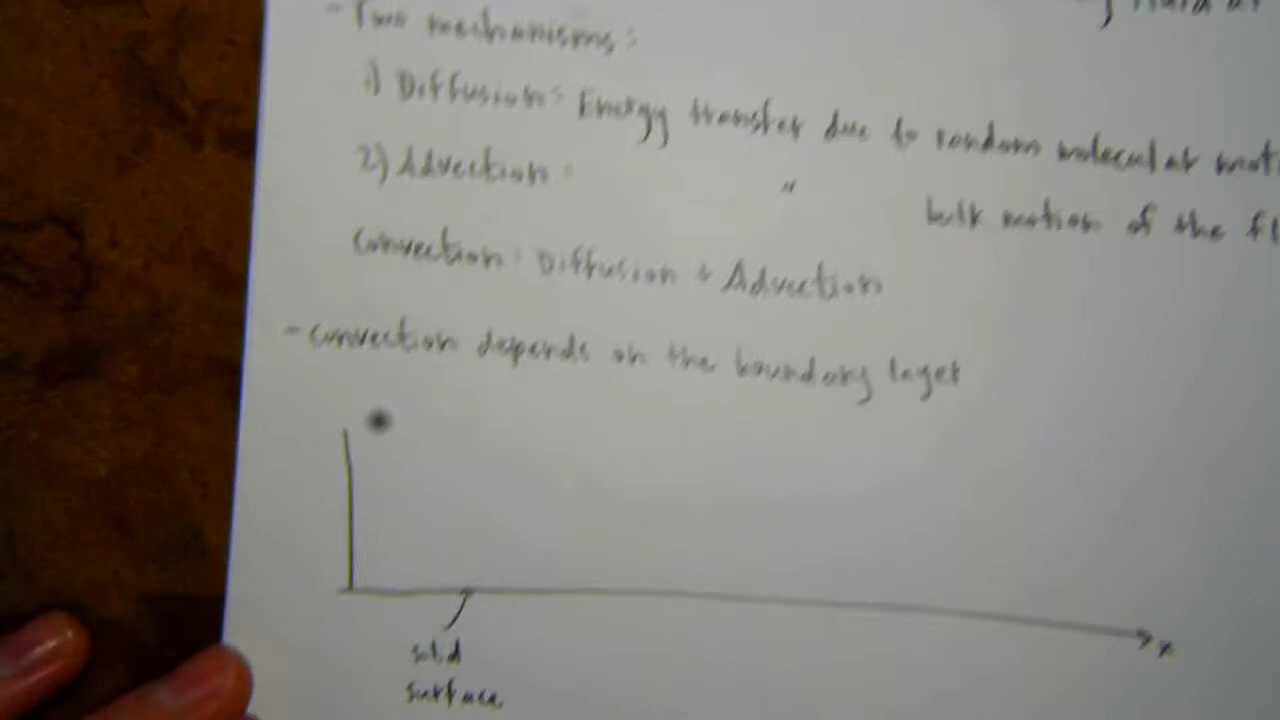 - Two mechanisms:
1) Diffusion: Energy transfer due to random molecular
2) Advection: " bulk motion of the
Convection: Diffusion + Advection
- convection depends on the boundary layer
x
solid
surface